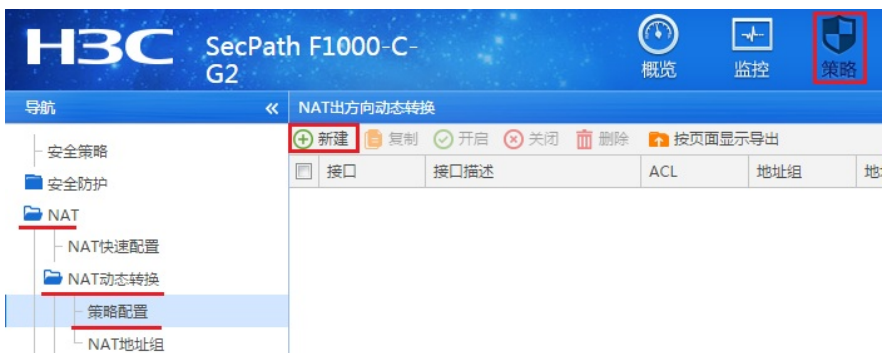 H3C SecPath F1000-C-G2
概览 监控 策略
导航 «
NAT出方向动态转换
新建 复制 开启 关闭 删除 按页面显示导出
接口 接口描述 ACL 地址组
安全策略
安全防护
NAT
NAT快速配置
NAT动态转换
策略配置
NAT地址组